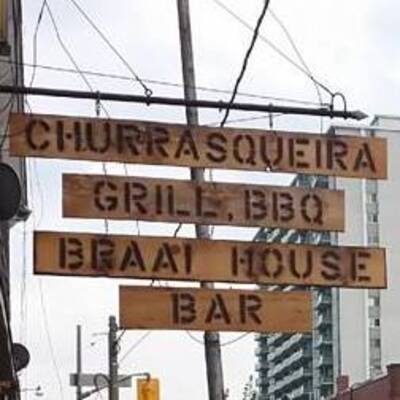 CHURRASQUEIRA
GRILL, BBQ
BRAAI HOUSE
BAR